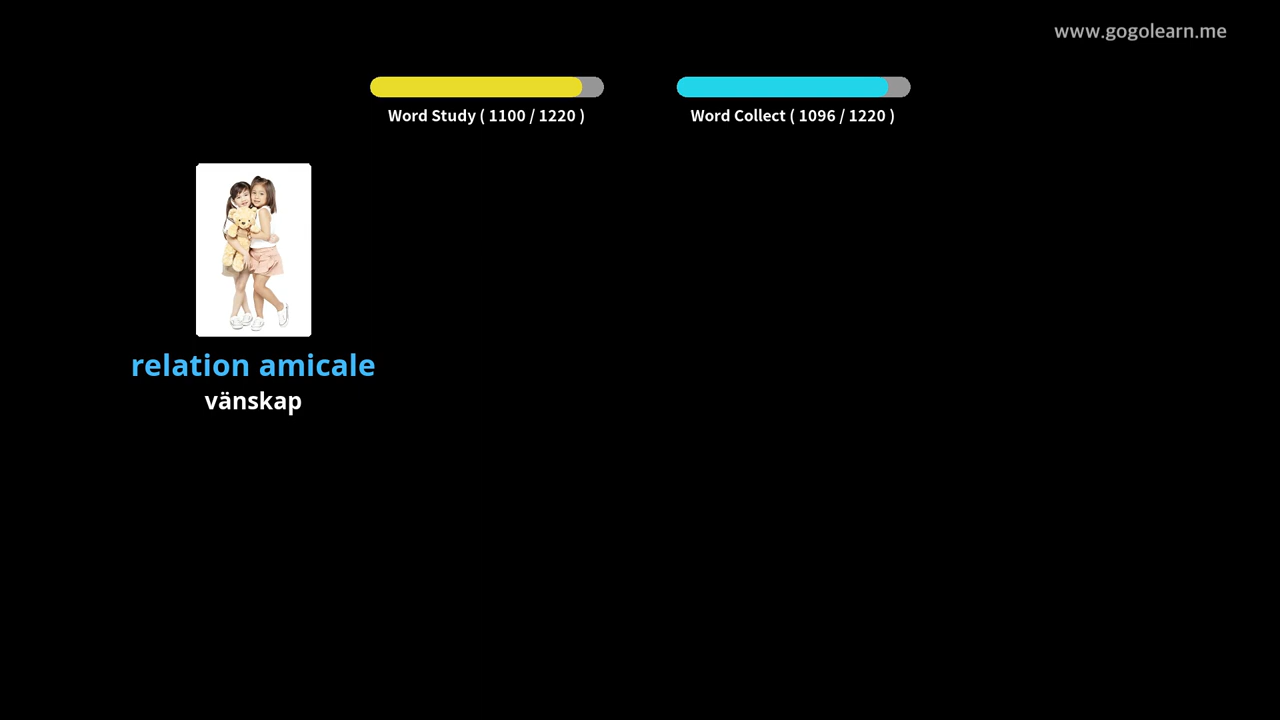 www.gogolearn.me
Word Study ( 1100 / 1220 )
Word Collect ( 1096 / 1220 )
relation amicale
vänskap